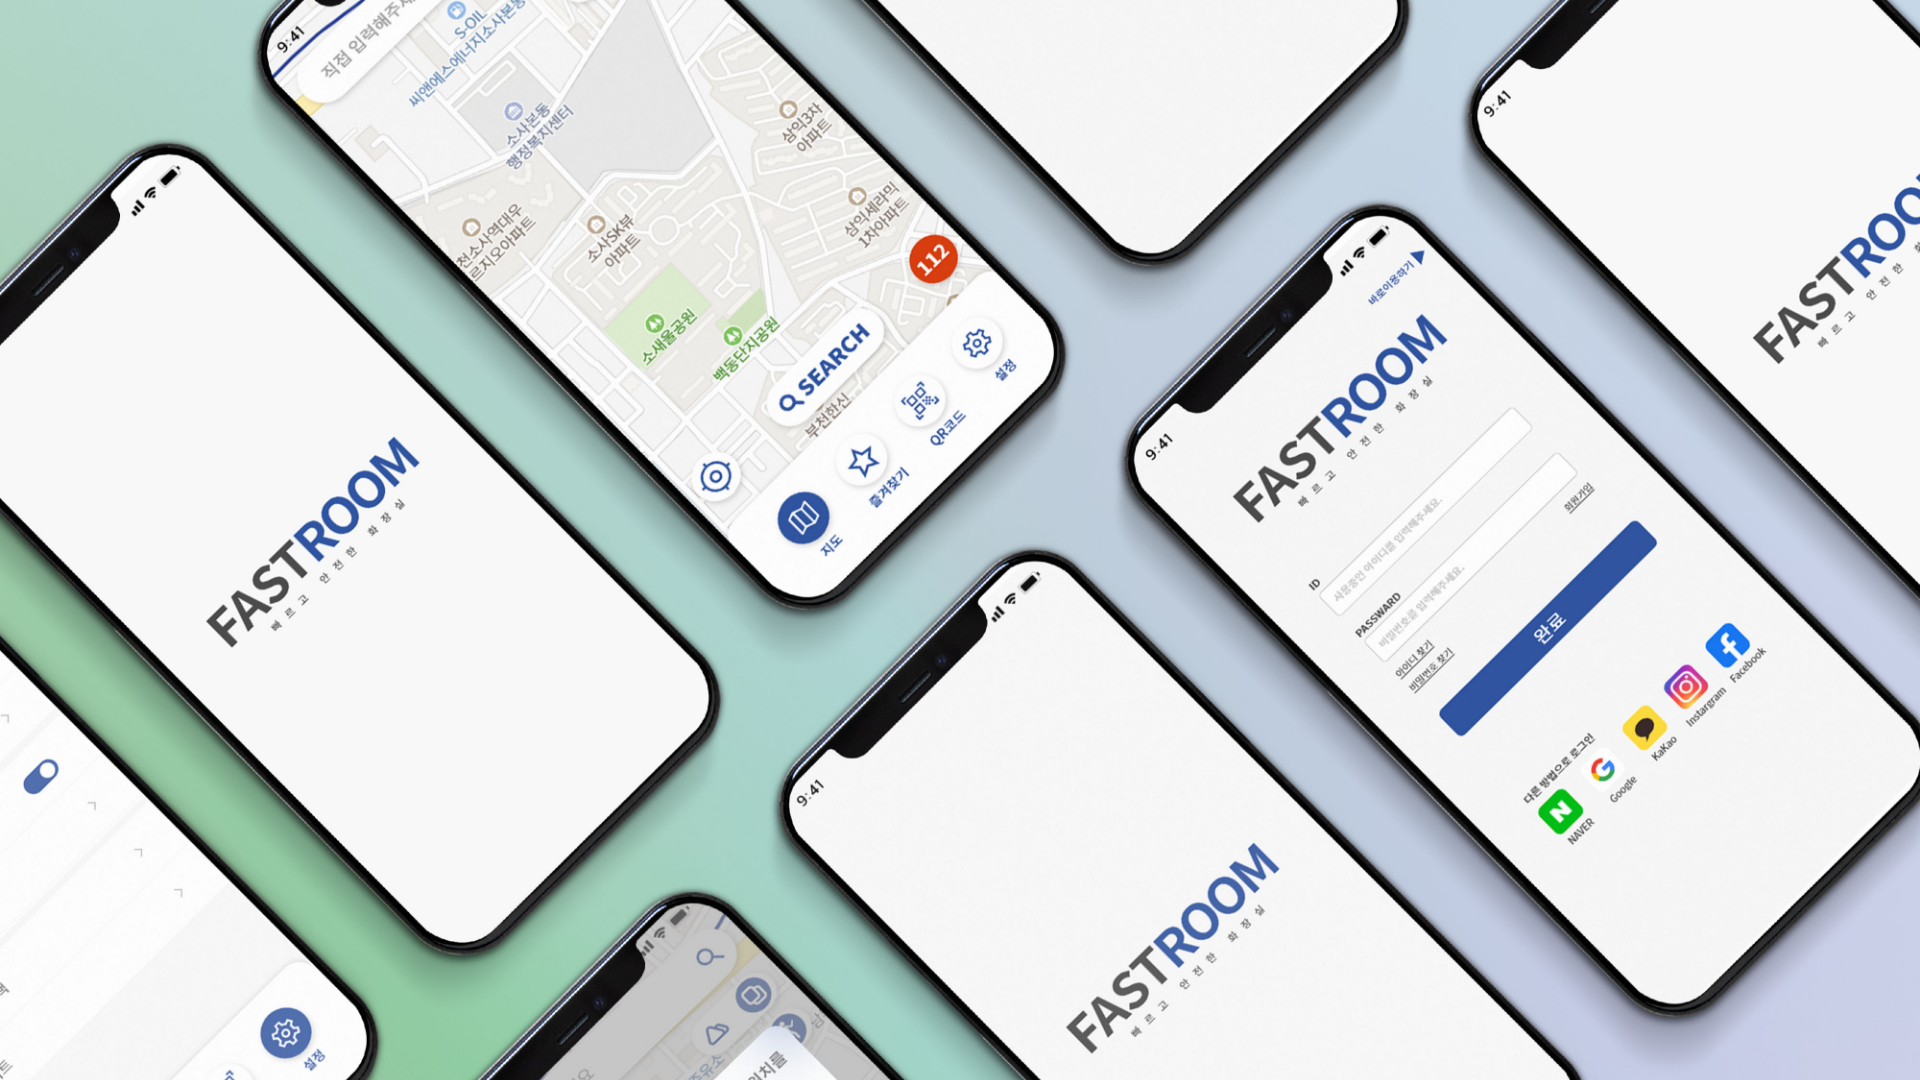 9:41
직접 입력해주세
S-OIL
씨앤에스에너지소사본동
소사본동
행정복지센터
삼익3차
아파트
삼익세라믹
1차아파트
천소사역대우
르지오아파트
소사SK뷰
아파트
소새울공원
백동단지공원
112
SEARCH
부천한신
지도
즐겨찾기
QR코드
설정
FASTROOM
빠르고 안전한 화장실
9:41
바로이용하기
FASTROOM
빠르고 안전한 화장실
ID
사용중인 아이디를 입력해주세요.
PASSWARD
비밀번호를 입력해주세요.
회원가입
아이디 찾기
비밀번호 찾기
완료
다른 방법으로 로그인
NAVER
Google
KaKao
Instargram
Facebook
9:41
FASTROO
빠르고 안전한
9:41
FASTROOM
빠르고 안전한 화장실
설정
주유소
위치를